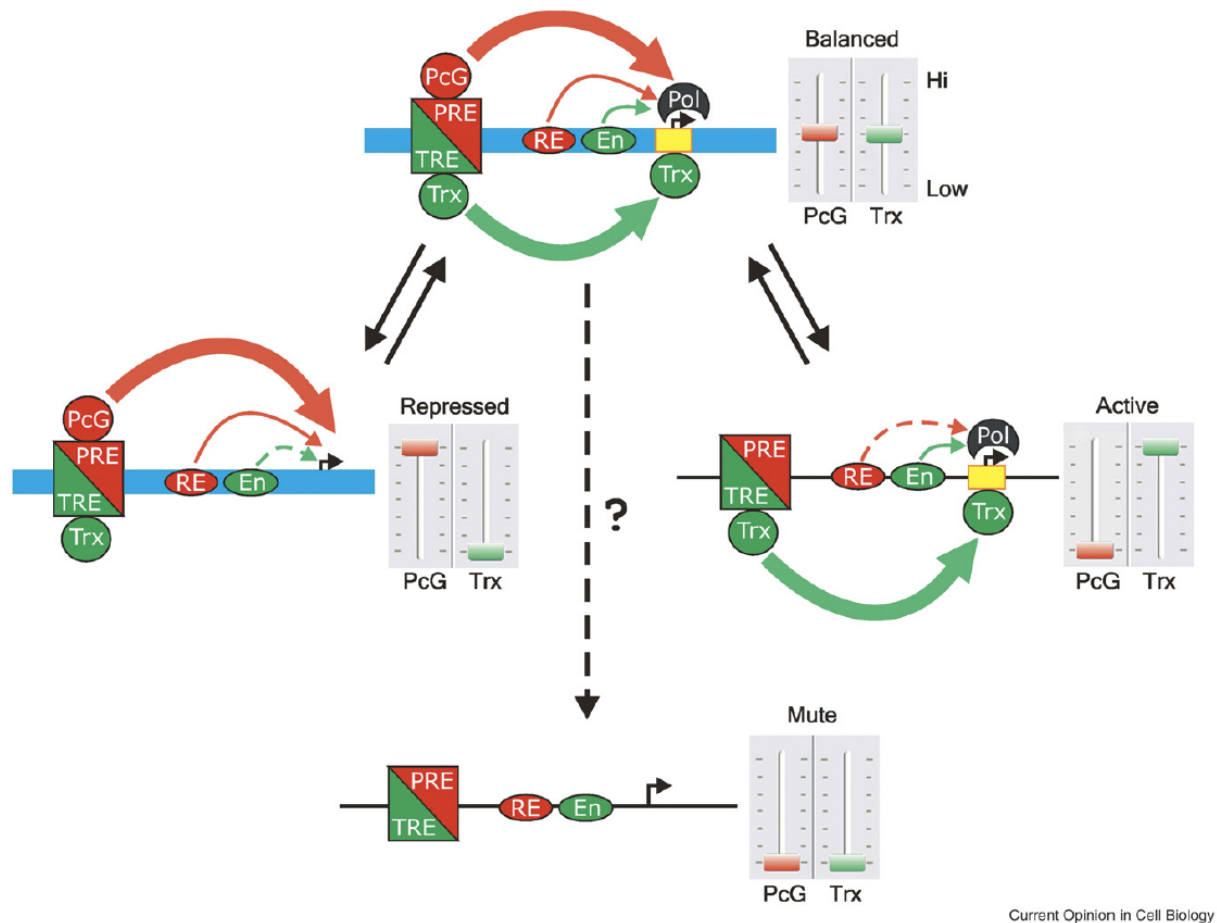 Balanced
PcG
PRE
TRE
Trx
RE
En
Pol
Trx
Hi
Low
PcG Trx
Repressed
PcG
PRE
TRE
Trx
RE
En
PcG Trx
?
Active
PRE
TRE
Trx
RE
En
Pol
Trx
PcG Trx
Mute
PRE
TRE
RE
En
PcG Trx
Current Opinion in Cell Biology